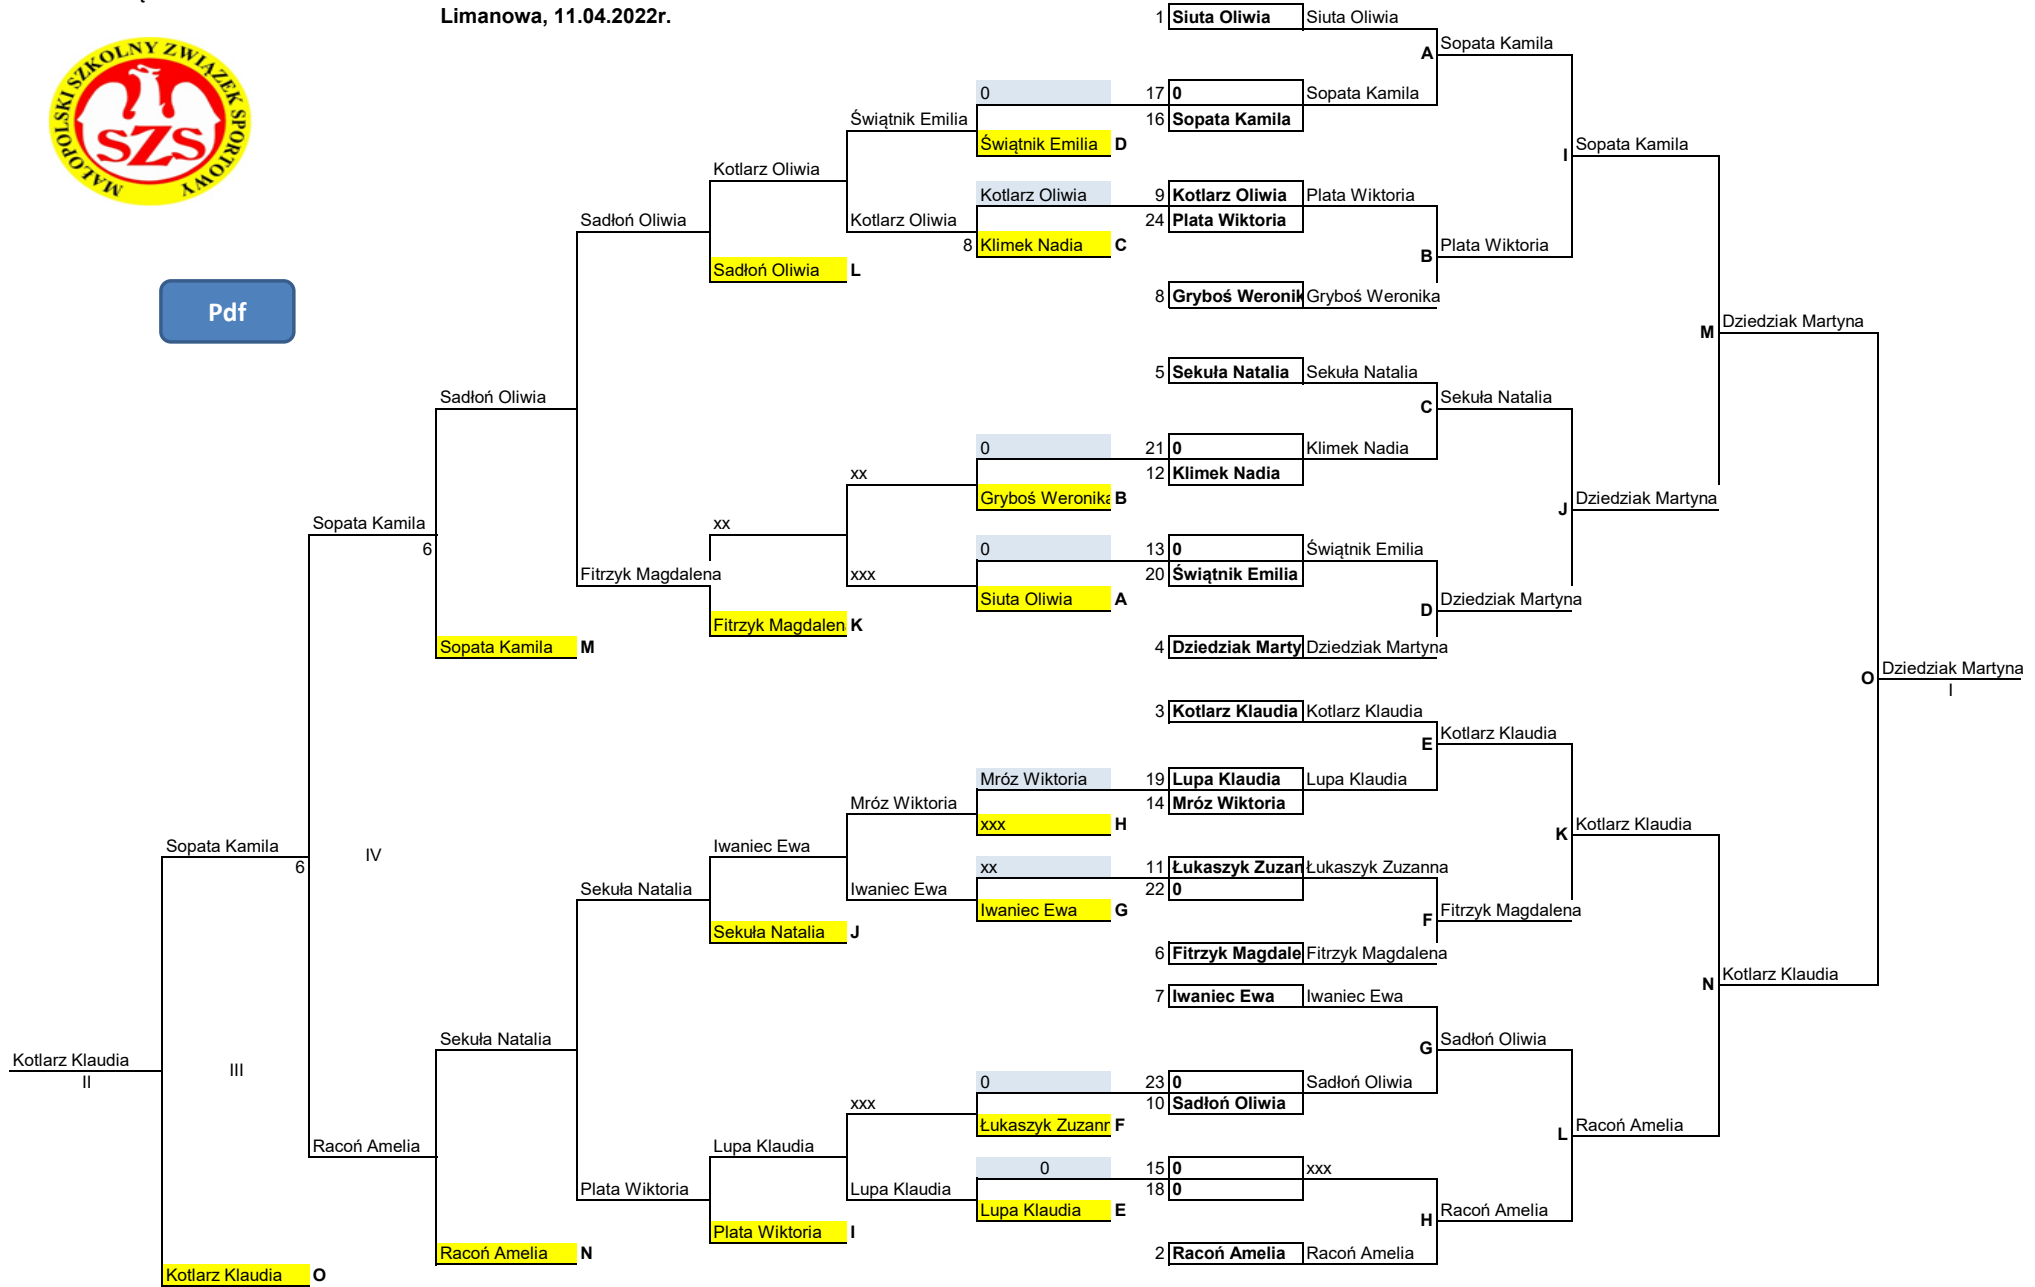 Limanowa, 11.04.2022r.
MAŁOPOLSKI SZKOLNY ZWIĄZEK SPORTOWY
SZS
Pdf
1 Siuta Oliwia Siuta Oliwia
A Sopata Kamila
0 17 0 Sopata Kamila
Świątnik Emilia 16 Sopata Kamila
Świątnik Emilia D
I Sopata Kamila
Kotlarz Oliwia
Kotlarz Oliwia 9 Kotlarz Oliwia Plata Wiktoria
Sadłoń Oliwia Kotlarz Oliwia 24 Plata Wiktoria
8 Klimek Nadia C B Plata Wiktoria
Sadłoń Oliwia L
8 Gryboś Weronik Gryboś Weronika
M Dziedziak Martyna
5 Sekuła Natalia Sekuła Natalia
Sadłoń Oliwia C Sekuła Natalia
0 21 0 Klimek Nadia
xx 12 Klimek Nadia
Gryboś Weronika B J Dziedziak Martyna
Sopata Kamila xx
6 0 13 0 Świątnik Emilia
Fitrzyk Magdalena xxx 20 Świątnik Emilia
Siuta Oliwia A D Dziedziak Martyna
Fitrzyk Magdalen K
Sopata Kamila M 4 Dziedziak Marty Dziedziak Martyna
O Dziedziak Martyna
I
3 Kotlarz Klaudia Kotlarz Klaudia
E Kotlarz Klaudia
Mróz Wiktoria 19 Lupa Klaudia Lupa Klaudia
Mróz Wiktoria 14 Mróz Wiktoria
xxx H K Kotlarz Klaudia
Sopata Kamila IV Iwaniec Ewa
6 xx 11 Łukaszyk Zuzan Łukaszyk Zuzanna
Sekuła Natalia Iwaniec Ewa 22 0
Iwaniec Ewa G F Fitrzyk Magdalena
Sekuła Natalia J
6 Fitrzyk Magdale Fitrzyk Magdalena
N Kotlarz Klaudia
7 Iwaniec Ewa Iwaniec Ewa
Sekuła Natalia G Sadłoń Oliwia
Kotlarz Klaudia III
II 0 23 0 Sadłoń Oliwia
xxx 10 Sadłoń Oliwia
Łukaszyk Zuzanr F L Racoń Amelia
Racoń Amelia Lupa Klaudia
0 15 0 xxx
Plata Wiktoria Lupa Klaudia 18 0
Lupa Klaudia E H Racoń Amelia
Plata Wiktoria I
Racoń Amelia N 2 Racoń Amelia Racoń Amelia
Kotlarz Klaudia O